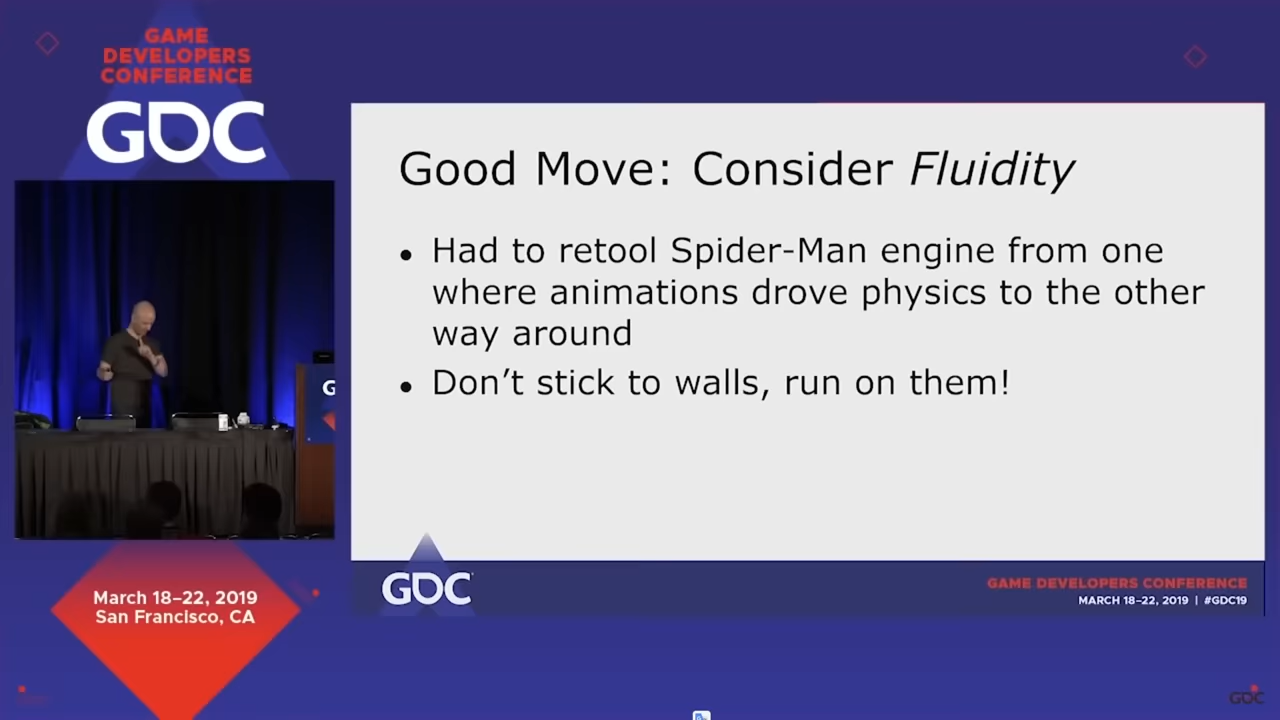 GAME
DEVELOPERS
CONFERENCE
GDC
Good Move: Consider Fluidity
• Had to retool Spider-Man engine from one
where animations drove physics to the other
way around
• Don’t stick to walls, run on them!
G
March 18–22, 2019
San Francisco, CA
GDC
GAME DEVELOPERS CONFERENCE
MARCH 18–22, 2019 | #GDC19
GDC